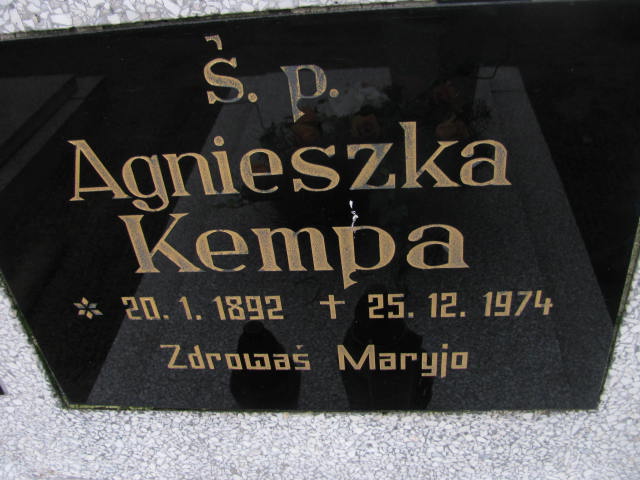 Ś. p.
Agnieszka
Kempa
* 20. 1. 1892 ✝ 25. 12. 1974
Zdrowaś Maryjo